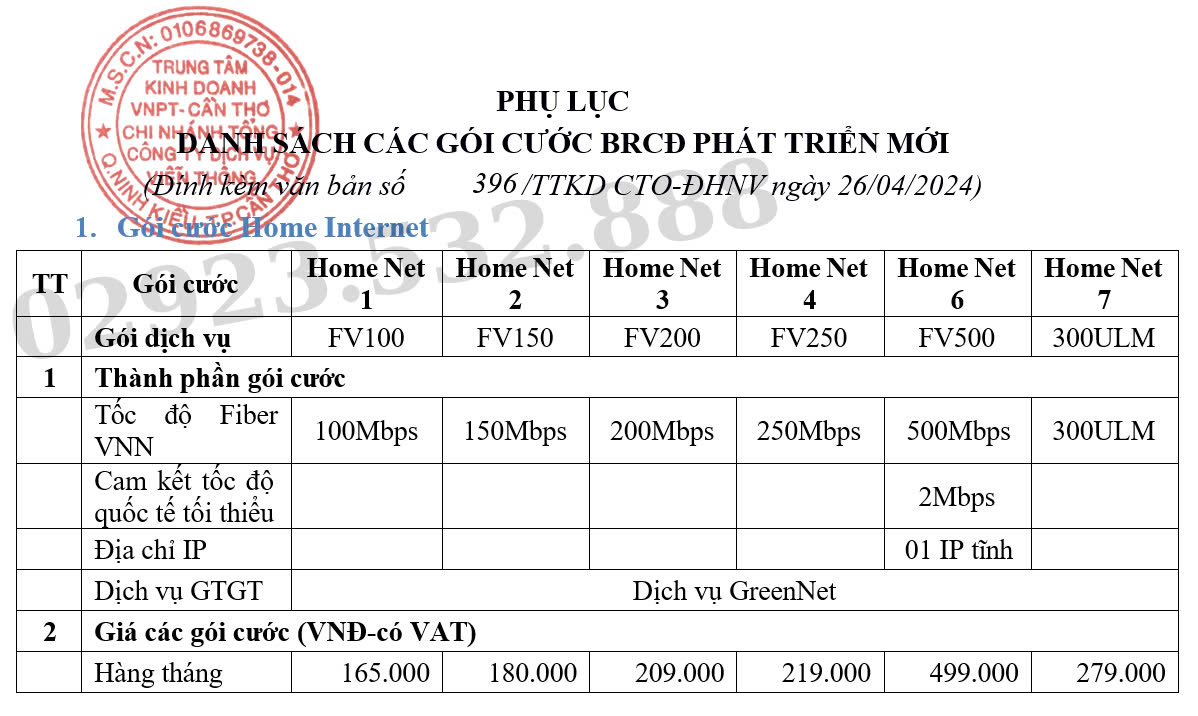 M.S.C.N: 0106869738-014
TRUNG TÂM
KINH DOANH
VNPT- CẦN THƠ
CHI NHÁNH TỔNG
CÔNG TY DỊCH VỤ
VIỄN THÔNG
Q.NINH KIỀU-T.P.CẦN THƠ
PHỤ LỤC
DANH SÁCH CÁC GÓI CƯỚC BRCĐ PHÁT TRIỂN MỚI
(Đính kèm văn bản số 396 /TTKD CTO-ĐHNV ngày 26/04/2024)
02923.532.888
1. Gói cước Home Internet
TT Gói cước Home Net 1 Home Net 2 Home Net 3 Home Net 4 Home Net 6 Home Net 7
Gói dịch vụ FV100 FV150 FV200 FV250 FV500 300ULM
1 Thành phần gói cước
Tốc độ Fiber VNN 100Mbps 150Mbps 200Mbps 250Mbps 500Mbps 300ULM
Cam kết tốc độ quốc tế tối thiểu 2Mbps
Địa chỉ IP 01 IP tĩnh
Dịch vụ GTGT Dịch vụ GreenNet
2 Giá các gói cước (VNĐ-có VAT)
Hàng tháng 165.000 180.000 209.000 219.000 499.000 279.000